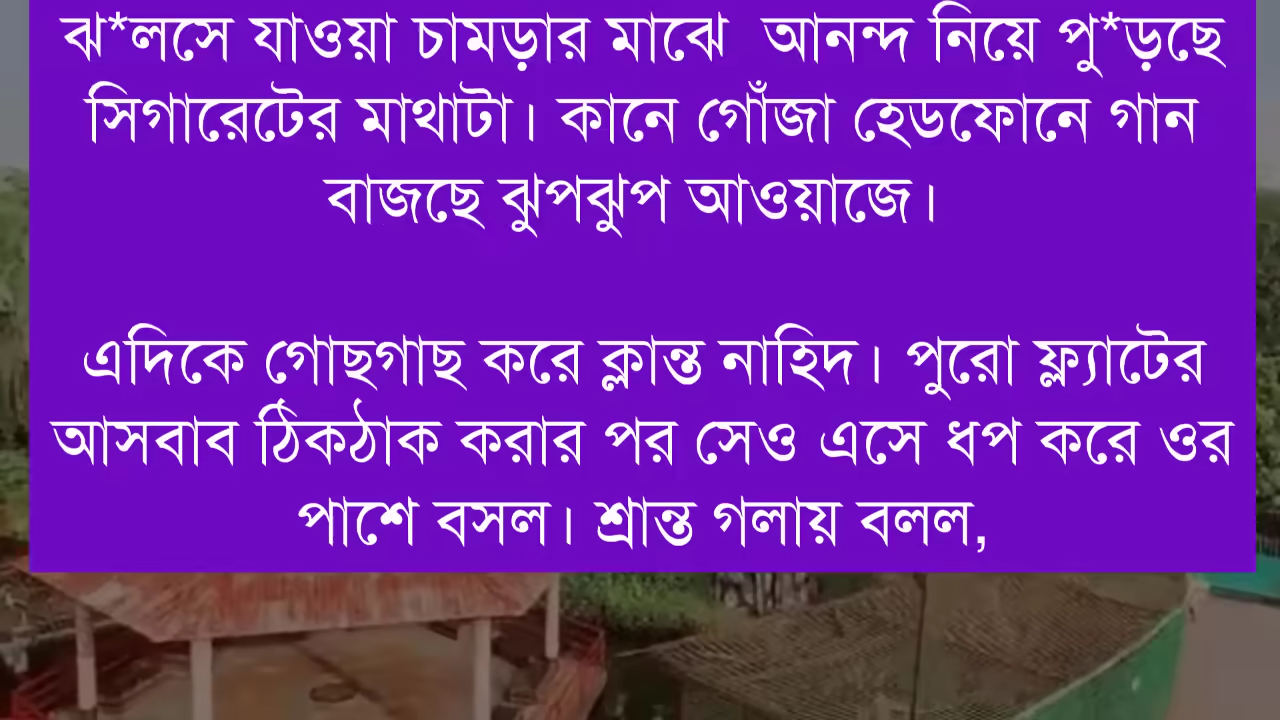 ঝ*লসে যাওয়া চামড়ার মাঝে  আনন্দ নিয়ে পু*ড়ছে
সিগারেটের মাথাটা। কানে গোঁজা হেডফোনে গান
বাজছে ঝুপঝুপ আওয়াজে।
এদিকে গোছগাছ করে ক্লান্ত নাহিদ। পুরো ফ্ল্যাটের
আসবাব ঠিকঠাক করার পর সেও এসে ধপ করে ওর
পাশে বসল। শ্রান্ত গলায় বলল,